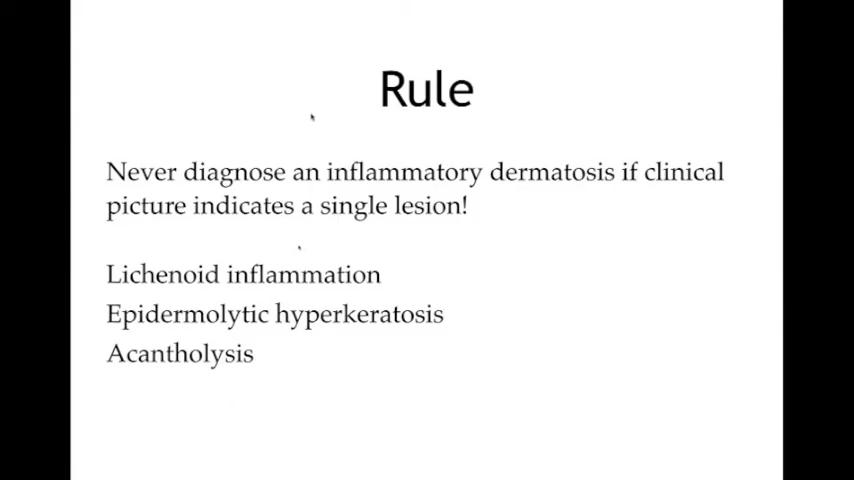 Rule
Never diagnose an inflammatory dermatosis if clinical
picture indicates a single lesion!
Lichenoid inflammation
Epidermolytic hyperkeratosis
Acantholysis